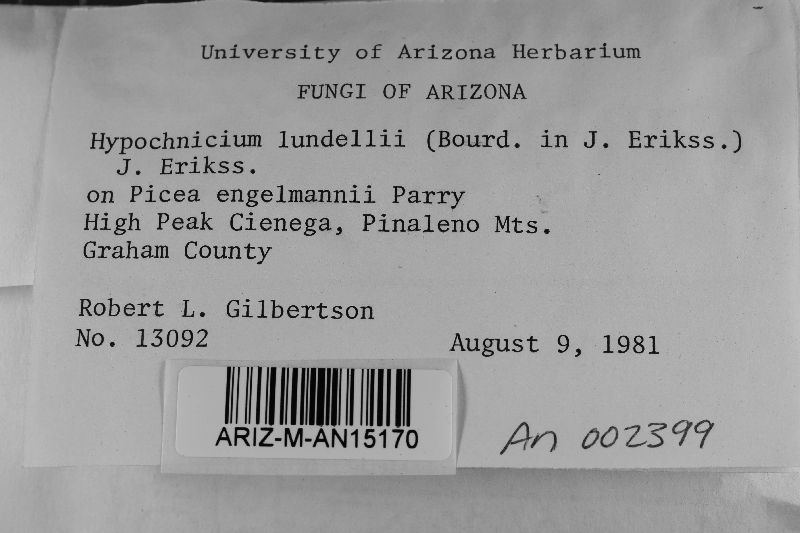 University of Arizona Herbarium
FUNGI OF ARIZONA
Hypochnicium lundellii (Bourd. in J. Erikss.)
J. Erikss.
on Picea engelmannii Parry
High Peak Cienega, Pinaleno Mts.
Graham County
Robert L. Gilbertson
No. 13092
August 9, 1981
ARIZ-M-AN15170
An 002399